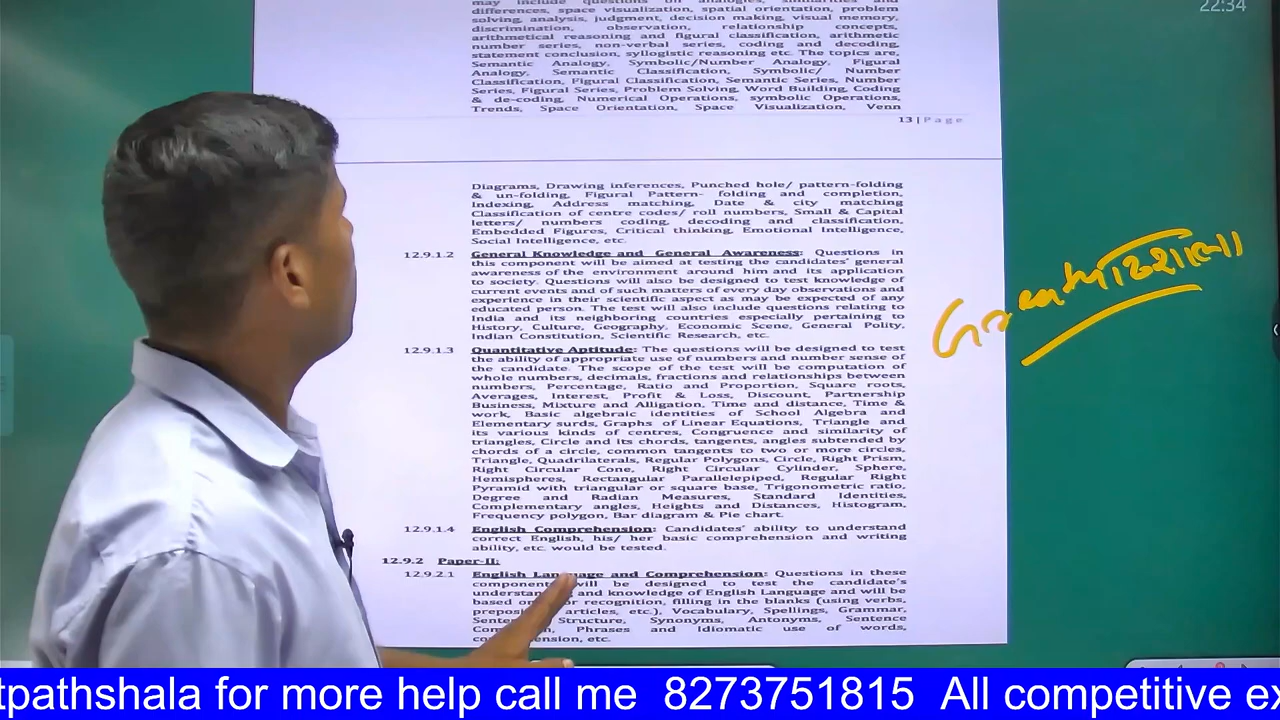 22:34
may include questions on analogies, similarities and
differences, space visualization, spatial orientation, problem
solving, analysis, judgment, decision making, visual memory,
discrimination, observation, relationship concepts,
arithmetical reasoning and figural classification, arithmetic
number series, non-verbal series, coding and decoding,
statement conclusion, syllogistic reasoning etc. The topics are,
Semantic Analogy, Symbolic/Number Analogy, Figural
Analogy, Semantic Classification, Symbolic/ Number
Classification, Figural Classification, Semantic Series, Number
Series, Figural Series, Problem Solving, Word Building, Coding
& de-coding, Numerical Operations, symbolic Operations,
Trends, Space Orientation, Space Visualization, Venn
13 | Page
Diagrams, Drawing inferences, Punched hole/ pattern-folding
& un-folding, Figural Pattern- folding and completion,
Indexing, Address matching, Date & city matching
Classification of centre codes/ roll numbers, Small & Capital
letters/ numbers coding, decoding and classification,
Embedded Figures, Critical thinking, Emotional Intelligence,
Social Intelligence, etc.
12.9.1.2 General Knowledge and General Awareness: Questions in
this component will be aimed at testing the candidates' general
awareness of the environment around him and its application
to society. Questions will also be designed to test knowledge of
current events and of such matters of every day observations and
experience in their scientific aspect as may be expected of any
educated person. The test will also include questions relating to
India and its neighboring countries especially pertaining to
History, Culture, Geography, Economic Scene, General Polity,
Indian Constitution, Scientific Research, etc.
12.9.1.3 Quantitative Aptitude: The questions will be designed to test
the ability of appropriate use of numbers and number sense of
the candidate. The scope of the test will be computation of
whole numbers, decimals, fractions and relationships between
numbers, Percentage, Ratio and Proportion, Square roots,
Averages, Interest, Profit & Loss, Discount, Partnership
Business, Mixture and Alligation, Time and distance, Time &
work, Basic algebraic identities of School Algebra and
Elementary surds, Graphs of Linear Equations, Triangle and
its various kinds of centres, Congruence and similarity of
triangles, Circle and its chords, tangents, angles subtended by
chords of a circle, common tangents to two or more circles,
Triangle, Quadrilaterals, Regular Polygons, Circle, Right Prism,
Right Circular Cone, Right Circular Cylinder, Sphere,
Hemispheres, Rectangular Parallelepiped, Regular Right
Pyramid with triangular or square base, Trigonometric ratio,
Degree and Radian Measures, Standard Identities,
Complementary angles, Heights and Distances, Histogram,
Frequency polygon, Bar diagram & Pie chart.
12.9.1.4 English Comprehension: Candidates' ability to understand
correct English, his/ her basic comprehension and writing
ability, etc. would be tested.
12.9.2 Paper-II:
12.9.2.1 English Language and Comprehension: Questions in these
components will be designed to test the candidate's
and knowledge of English Language and will be
based recognition, filling in the blanks (using verbs,
articles, etc.), Vocabulary, Spellings, Grammar,
Structure, Synonyms, Antonyms, Sentence
Phrases and Idiomatic use of words,
etc.
tpathshala for more help call me 8273751815 All competitive ex